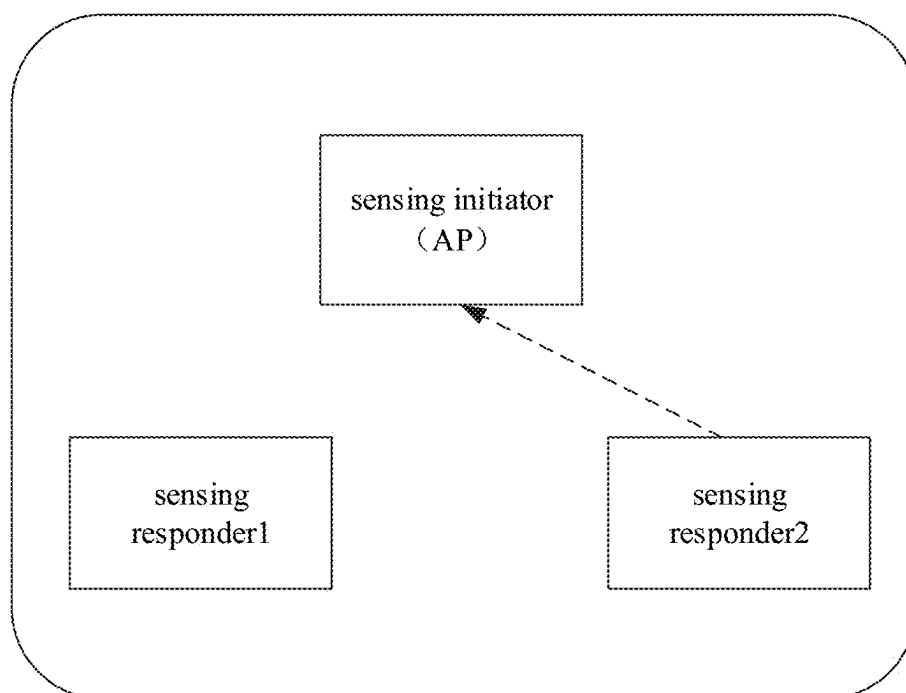 sensing initiator
（AP）
sensing
responder1
sensing
responder2